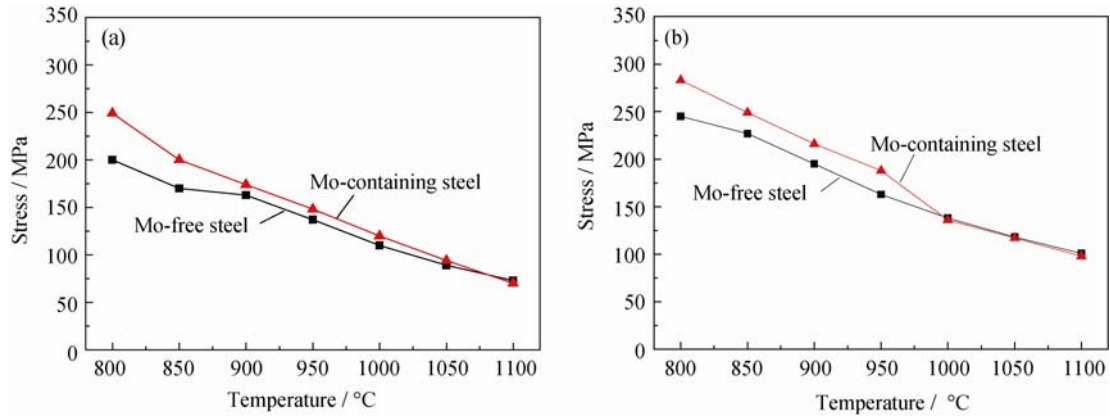 (a)
350
300
250
200
150
100
50
0
Stress / MPa
Mo-containing steel
Mo-free steel
800 850 900 950 1000 1050 1100
Temperature / °C
(b)
350
300
250
200
150
100
50
0
Stress / MPa
Mo-containing steel
Mo-free steel
800 850 900 950 1000 1050 1100
Temperature / °C